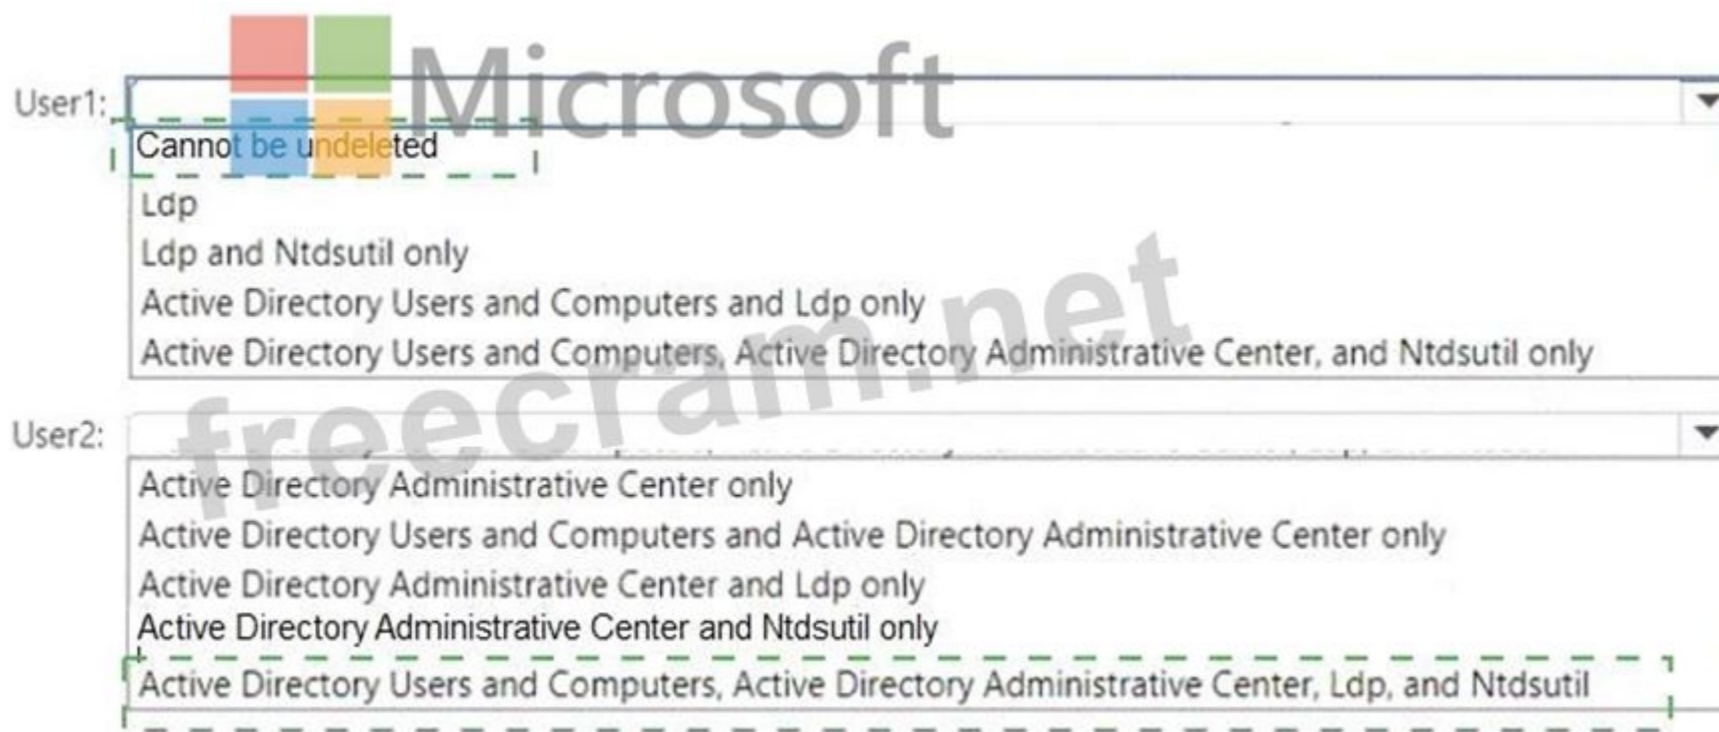 Microsoft
User1:
Cannot be undeleted
Ldp
Ldp and Ntdsutil only
Active Directory Users and Computers and Ldp only
Active Directory Users and Computers, Active Directory Administrative Center, and Ntdsutil only
freecram.net
User2:
Active Directory Administrative Center only
Active Directory Users and Computers and Active Directory Administrative Center only
Active Directory Administrative Center and Ldp only
Active Directory Administrative Center and Ntdsutil only
Active Directory Users and Computers, Active Directory Administrative Center, Ldp, and Ntdsutil